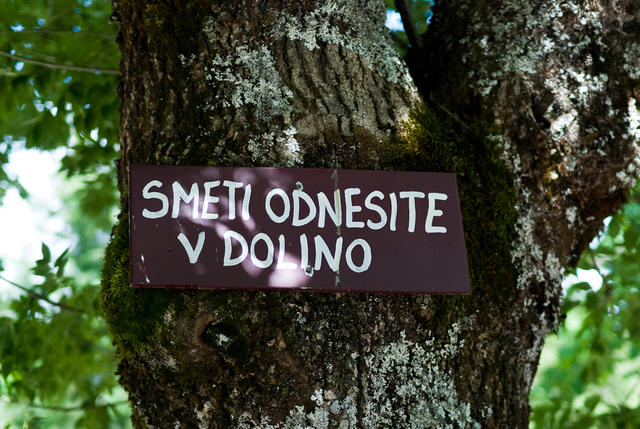 SMETI ODNESITE
V DOLINO